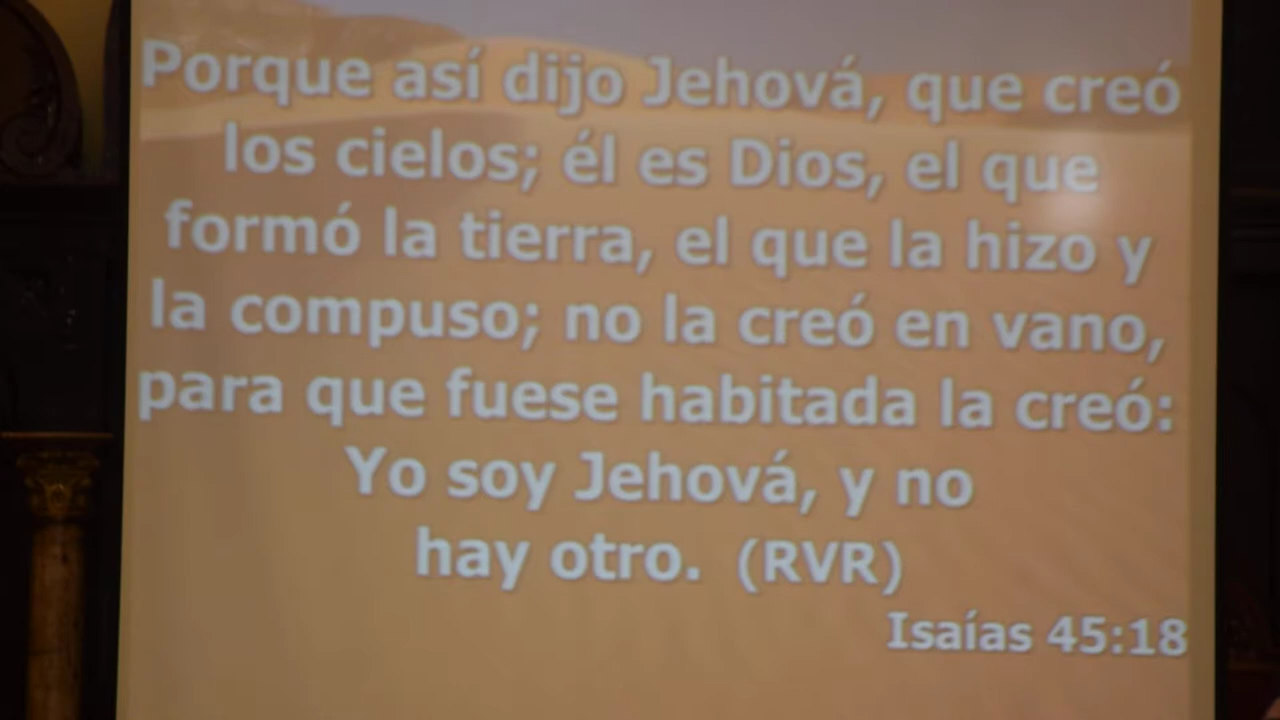 Porque así dijo Jehová, que creó
los cielos; él es Dios, el que
formó la tierra, el que la hizo y
la compuso; no la creó en vano,
para que fuese habitada la creó:
Yo soy Jehová, y no
hay otro. (RVR)
Isaías 45:18